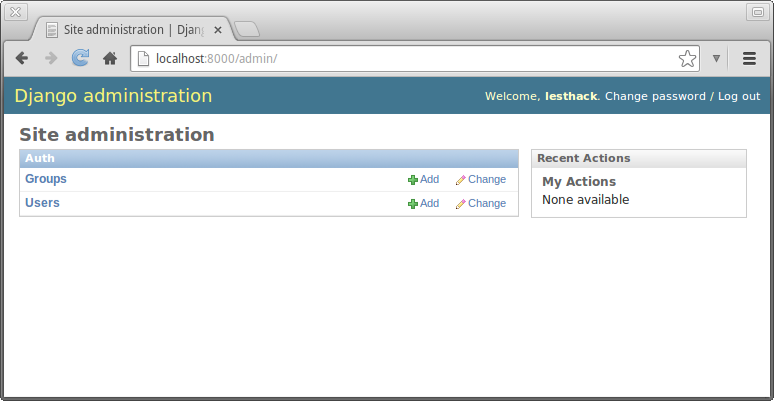 Site administration | Djang
localhost:8000/admin/
Django administration
Welcome, lesthack. Change password / Log out
Site administration
Auth
Groups Add Change
Users Add Change
Recent Actions
My Actions
None available